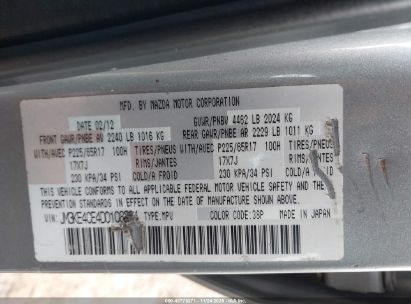 MFD. BY MAZDA MOTOR CORPORATION
DATE 02/12 GVWR/PNBV 4462 LB 2024 KG
FRONT GAWR/PNBE AV 2240 LB 1016 KG REAR GAWR/PNBE AR 2229 LB 1011 KG
WITH/AVEC P225/65R17 100H TIRES/PNEUS WITH/AVEC P225/65R17 100H TIRES/PNEUS
17X7J RIMS/JANTES 17X7J RIMS/JANTES
230 KPA/34 PSI COLD/A FROID 230 KPA/34 PSI COLD/A FROID
THIS VEHICLE CONFORMS TO ALL APPLICABLE FEDERAL MOTOR VEHICLE THEFT
PREVENTION STANDARDS IN EFFECT ON THE DATE OF MANUFACTURE SHOWN ABOVE.
VIN: TYPE:MPV COLOR:38P MADE IN JAPAN